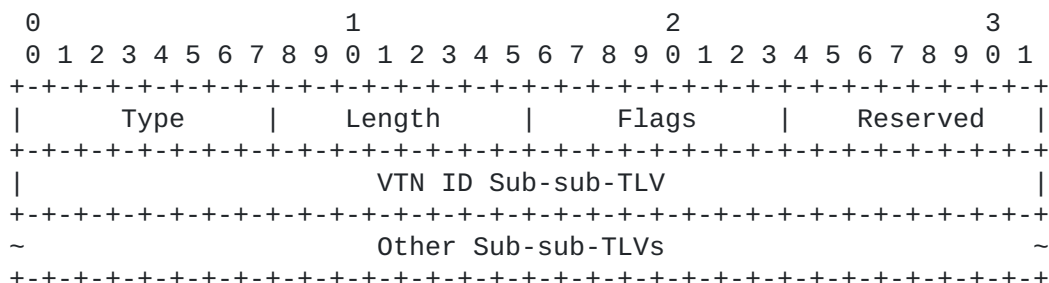 0                   1                   2                   3
 0 1 2 3 4 5 6 7 8 9 0 1 2 3 4 5 6 7 8 9 0 1 2 3 4 5 6 7 8 9 0 1
+-+-+-+-+-+-+-+-+-+-+-+-+-+-+-+-+-+-+-+-+-+-+-+-+-+-+-+-+-+-+-+-+
|      Type     |    Length     |     Flags     |    Reserved   |
+-+-+-+-+-+-+-+-+-+-+-+-+-+-+-+-+-+-+-+-+-+-+-+-+-+-+-+-+-+-+-+-+
|                      VTN ID Sub-sub-TLV                       |
+-+-+-+-+-+-+-+-+-+-+-+-+-+-+-+-+-+-+-+-+-+-+-+-+-+-+-+-+-+-+-+-+
~                      Other Sub-sub-TLVs                       ~
+-+-+-+-+-+-+-+-+-+-+-+-+-+-+-+-+-+-+-+-+-+-+-+-+-+-+-+-+-+-+-+-+